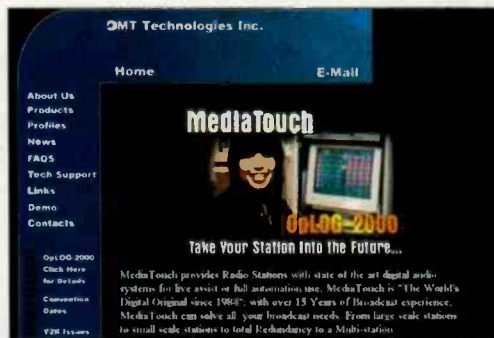 OMT Technologies Inc.
Home
E-Mail
About Us
Products
Profiles
News
FAQS
Tech Support
Links
Demo
Contacts
OpLOG-2000
Click Here
for Details
Convention
Dates
Y2K Issues
MediaTouch
OpLOG-2000
Take Your Station Into the Future...
MediaTouch provides Radio Stations with state of the art digital audio
systems for live assist or full automation use. MediaTouch is "The World's
Digital Original since 1984"; with over 15 Years of Broadcast experience,
MediaTouch can solve all your broadcast needs. From large scale stations
to small scale stations to total Redundancy to a Multi-station